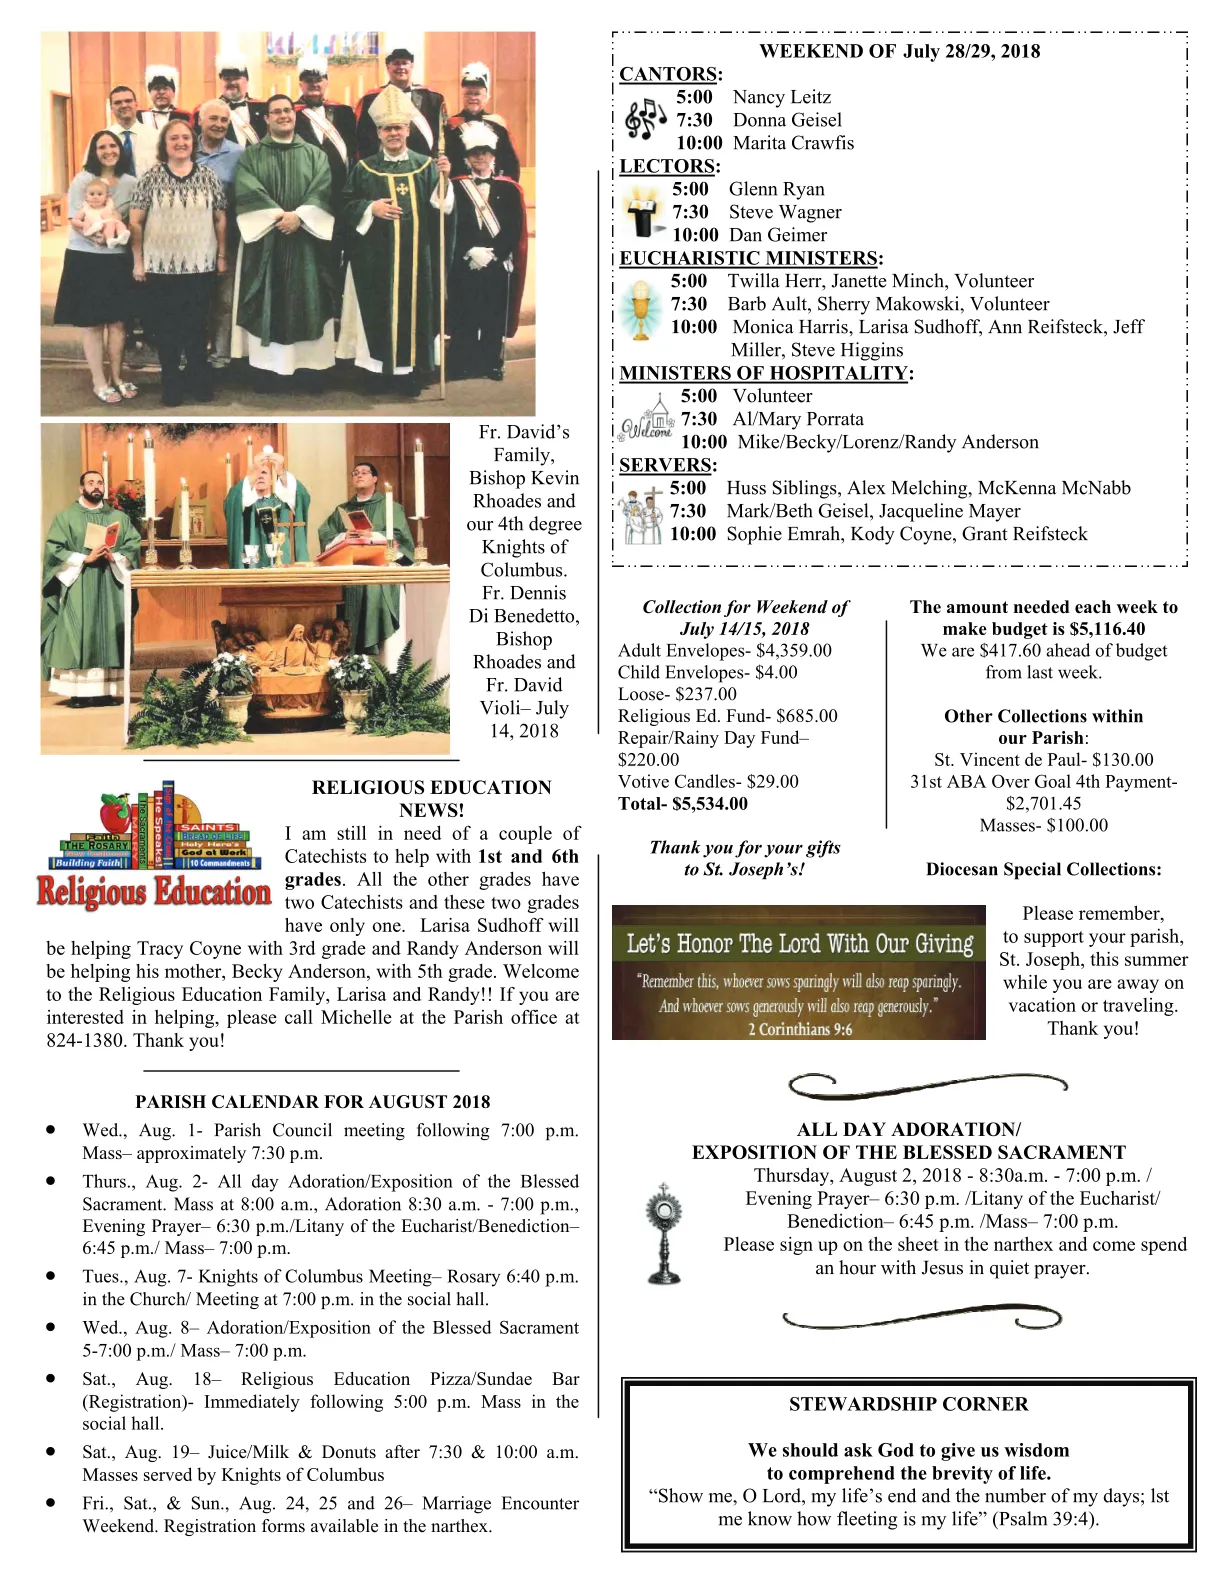 Fr. David’s
Family,
Bishop Kevin
Rhoades and
our 4th degree
Knights of
Columbus.
Fr. Dennis
Di Benedetto,
Bishop
Rhoades and
Fr. David
Violi– July
14, 2018
RELIGIOUS EDUCATION
NEWS!
Faith
THE ROSARY
Building Faith
The Sacraments
He Speaks
SAINTS
BREAD OF LIFE
Holy Hero's
God at Work
10 Commandments
Religious Education
I am still in need of a couple of
Catechists to help with 1st and 6th
grades. All the other grades have
two Catechists and these two grades
have only one. Larisa Sudhoff will
be helping Tracy Coyne with 3rd grade and Randy Anderson will
be helping his mother, Becky Anderson, with 5th grade. Welcome
to the Religious Education Family, Larisa and Randy!! If you are
interested in helping, please call Michelle at the Parish office at
824-1380. Thank you!
PARISH CALENDAR FOR AUGUST 2018
• Wed., Aug. 1- Parish Council meeting following 7:00 p.m.
Mass– approximately 7:30 p.m.
• Thurs., Aug. 2- All day Adoration/Exposition of the Blessed
Sacrament. Mass at 8:00 a.m., Adoration 8:30 a.m. - 7:00 p.m.,
Evening Prayer– 6:30 p.m./Litany of the Eucharist/Benediction–
6:45 p.m./ Mass– 7:00 p.m.
• Tues., Aug. 7- Knights of Columbus Meeting– Rosary 6:40 p.m.
in the Church/ Meeting at 7:00 p.m. in the social hall.
• Wed., Aug. 8– Adoration/Exposition of the Blessed Sacrament
5-7:00 p.m./ Mass– 7:00 p.m.
• Sat., Aug. 18– Religious Education Pizza/Sundae Bar
(Registration)- Immediately following 5:00 p.m. Mass in the
social hall.
• Sat., Aug. 19– Juice/Milk & Donuts after 7:30 & 10:00 a.m.
Masses served by Knights of Columbus
• Fri., Sat., & Sun., Aug. 24, 25 and 26– Marriage Encounter
Weekend. Registration forms available in the narthex.
WEEKEND OF July 28/29, 2018
CANTORS:
5:00 Nancy Leitz
7:30 Donna Geisel
10:00 Marita Crawfis
LECTORS:
5:00 Glenn Ryan
7:30 Steve Wagner
10:00 Dan Geimer
EUCHARISTIC MINISTERS:
5:00 Twilla Herr, Janette Minch, Volunteer
7:30 Barb Ault, Sherry Makowski, Volunteer
10:00 Monica Harris, Larisa Sudhoff, Ann Reifsteck, Jeff
Miller, Steve Higgins
MINISTERS OF HOSPITALITY:
5:00 Volunteer
7:30 Al/Mary Porrata
Welcome
10:00 Mike/Becky/Lorenz/Randy Anderson
SERVERS:
5:00 Huss Siblings, Alex Melching, McKenna McNabb
7:30 Mark/Beth Geisel, Jacqueline Mayer
10:00 Sophie Emrah, Kody Coyne, Grant Reifsteck
Collection for Weekend of
July 14/15, 2018
Adult Envelopes- $4,359.00
Child Envelopes- $4.00
Loose- $237.00
Religious Ed. Fund- $685.00
Repair/Rainy Day Fund–
$220.00
Votive Candles- $29.00
Total- $5,534.00
Thank you for your gifts
to St. Joseph’s!
The amount needed each week to
make budget is $5,116.40
We are $417.60 ahead of budget
from last week.
Other Collections within
our Parish:
St. Vincent de Paul- $130.00
31st ABA Over Goal 4th Payment-
$2,701.45
Masses- $100.00
Diocesan Special Collections:
Let's Honor The Lord With Our Giving
“Remember this, whoever sows sparingly will also reap sparingly.
And whoever sows generously will also reap generously.”
2 Corinthians 9:6
Please remember,
to support your parish,
St. Joseph, this summer
while you are away on
vacation or traveling.
Thank you!
ALL DAY ADORATION/
EXPOSITION OF THE BLESSED SACRAMENT
Thursday, August 2, 2018 - 8:30a.m. - 7:00 p.m. /
Evening Prayer– 6:30 p.m. /Litany of the Eucharist/
Benediction– 6:45 p.m. /Mass– 7:00 p.m.
Please sign up on the sheet in the narthex and come spend
an hour with Jesus in quiet prayer.
STEWARDSHIP CORNER
We should ask God to give us wisdom
to comprehend the brevity of life.
“Show me, O Lord, my life’s end and the number of my days; lst
me know how fleeting is my life” (Psalm 39:4).